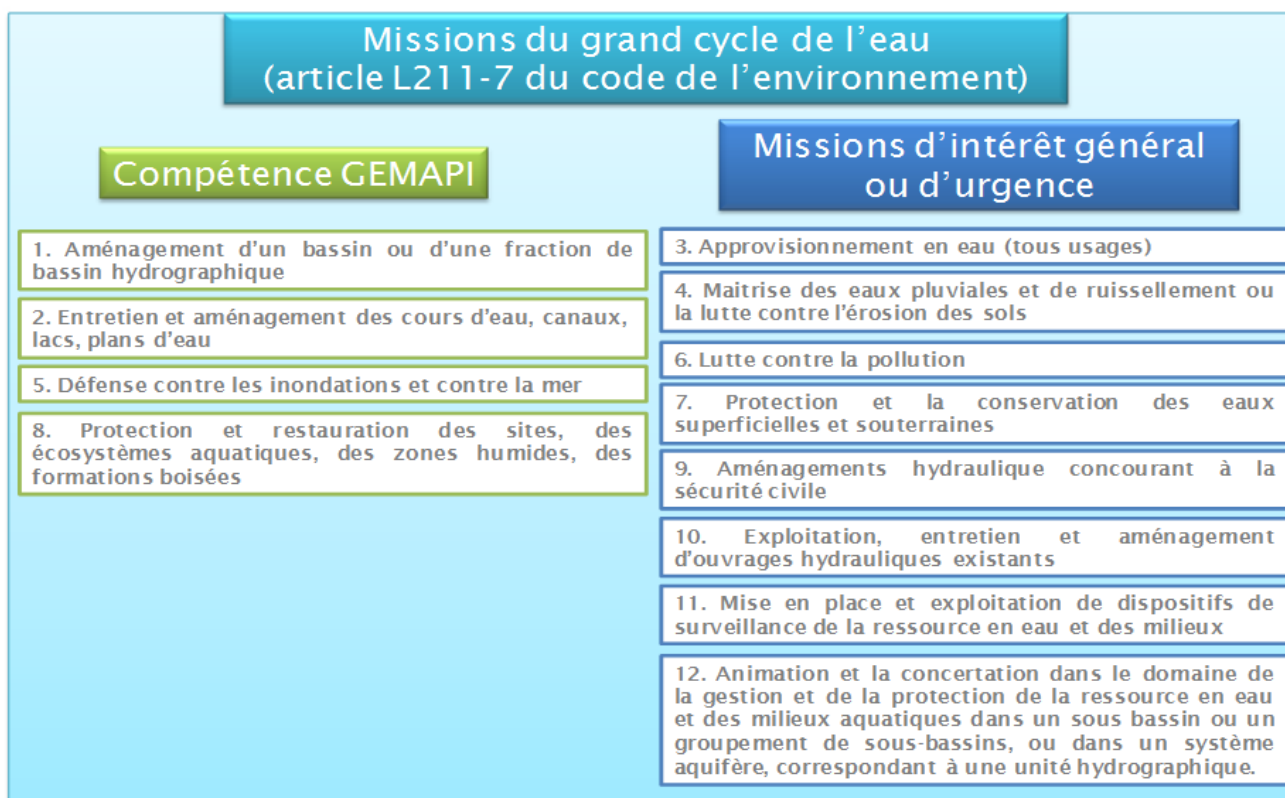 Missions du grand cycle de l'eau
(article L211-7 du code de l'environnement)
Compétence GEMAPI
1. Aménagement d'un bassin ou d'une fraction de
bassin hydrographique
2. Entretien et aménagement des cours d'eau, canaux,
lacs, plans d'eau
5. Défense contre les inondations et contre la mer
8. Protection et restauration des sites, des
écosystèmes aquatiques, des zones humides, des
formations boisées
Missions d'intérêt général
ou d'urgence
3. Approvisionnement en eau (tous usages)
4. Maitrise des eaux pluviales et de ruissellement ou
la lutte contre l'érosion des sols
6. Lutte contre la pollution
7. Protection et la conservation des eaux
superficielles et souterraines
9. Aménagements hydraulique concourant à la
sécurité civile
10. Exploitation, entretien et aménagement
d'ouvrages hydrauliques existants
11. Mise en place et exploitation de dispositifs de
surveillance de la ressource en eau et des milieux
12. Animation et la concertation dans le domaine de
la gestion et de la protection de la ressource en eau
et des milieux aquatiques dans un sous bassin ou un
groupement de sous-bassins, ou dans un système
aquifère, correspondant à une unité hydrographique.